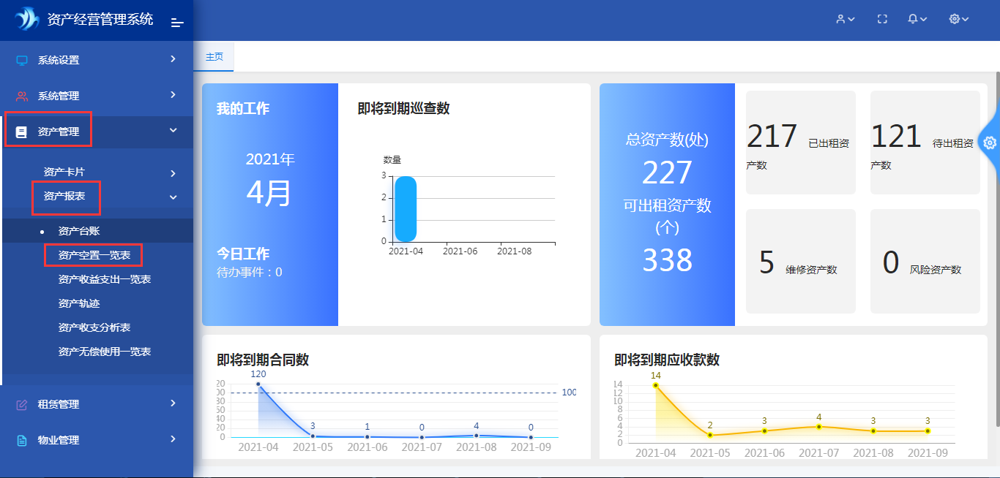 资产经营管理系统
系统设置
系统管理
资产管理
资产卡片
资产报表
资产台账
资产空置一览表
资产收益支出一览表
资产轨迹
资产收支分析表
资产无偿使用一览表
租赁管理
物业管理
主页
我的工作
2021年
4月
今日工作
待办事件：0
即将到期巡查数
数量
3
2
1
0
2021-04 2021-06 2021-08
总资产数(处)
227
可出租资产数
(个)
338
217 已出租资
产数
121 待出租资
产数
5 维修资产数
0 风险资产数
即将到期合同数
120
20
00
80
60
40
20
0
100
3 1 0 4 0
2021-04 2021-05 2021-06 2021-07 2021-08 2021-09
即将到期应收款数
14
14
12
10
8
6
4
2
0
2 3 4 3 3
2021-04 2021-05 2021-06 2021-07 2021-08 2021-09